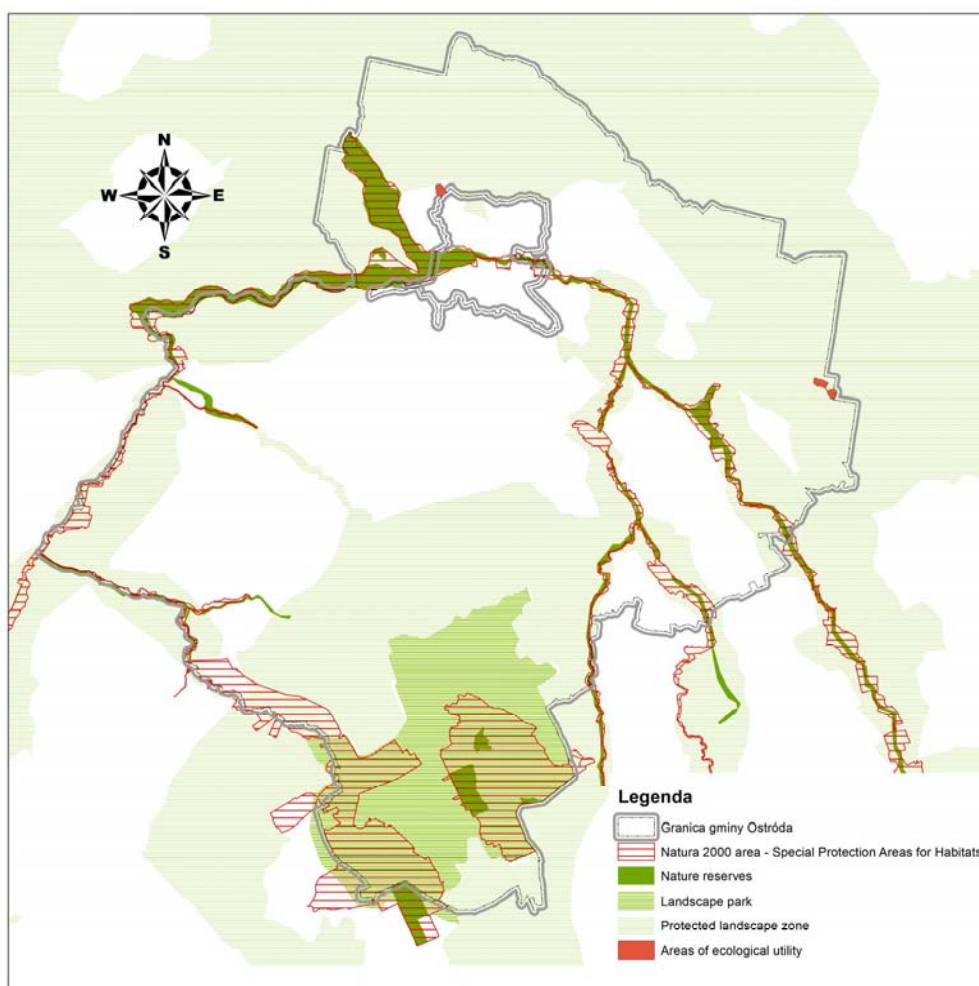 N
W E
S
Legenda
Granica gminy Ostróda
Natura 2000 area - Special Protection Areas for Habitats
Nature reserves
Landscape park
Protected landscape zone
Areas of ecological utility